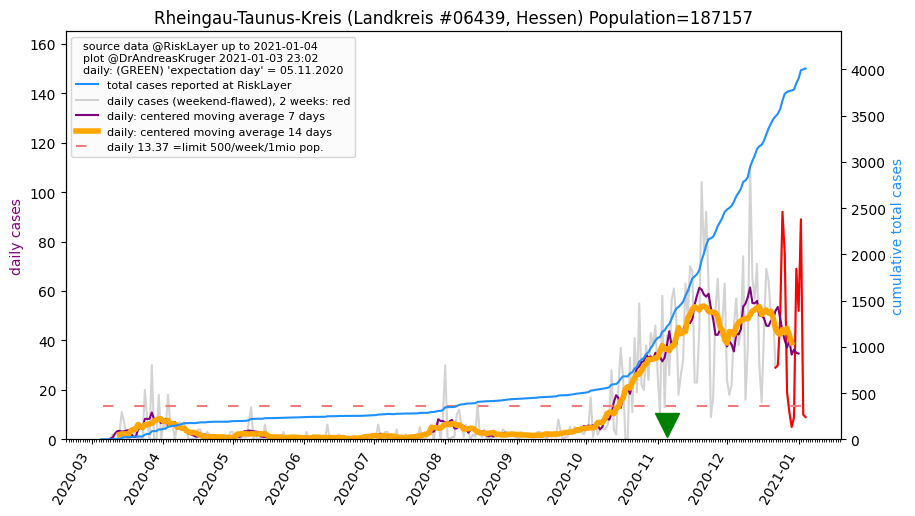 Rheingau-Taunus-Kreis (Landkreis #06439, Hessen) Population=187157
source data @RiskLayer up to 2021-01-04
plot @DrAndreasKruger 2021-01-03 23:02
daily: (GREEN) 'expectation day' = 05.11.2020
total cases reported at RiskLayer
daily cases (weekend-flawed), 2 weeks: red
daily: centered moving average 7 days
daily: centered moving average 14 days
daily 13.37 =limit 500/week/1mio pop.
daily cases
160
140
120
100
80
60
40
20
0
4000
3500
3000
2500
2000
1500
1000
500
0
cumulative total cases
2020-03
2020-04
2020-05
2020-06
2020-07
2020-08
2020-09
2020-10
2020-11
2020-12
2021-01